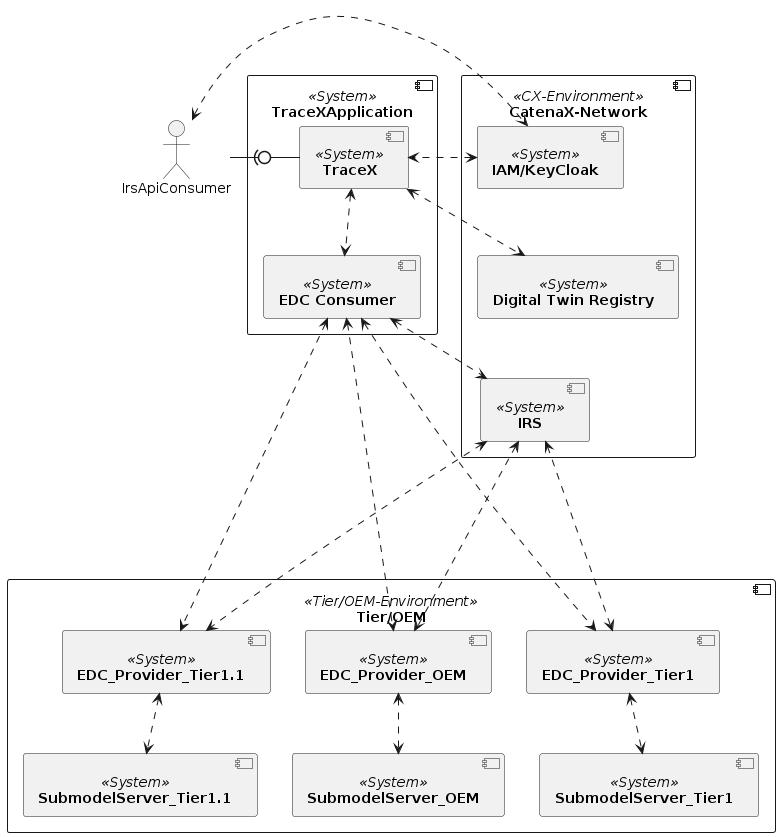 «System»
TraceXApplication
«CX-Environment»
CatenaX-Network
IrsApiConsumer
«System»
TraceX
«System»
IAM/KeyCloak
«System»
EDC Consumer
«System»
Digital Twin Registry
«System»
IRS
«Tier/OEM-Environment»
Tier/OEM
«System»
EDC_Provider_Tier1.1
«System»
EDC_Provider_OEM
«System»
EDC_Provider_Tier1
«System»
SubmodelServer_Tier1.1
«System»
SubmodelServer_OEM
«System»
SubmodelServer_Tier1